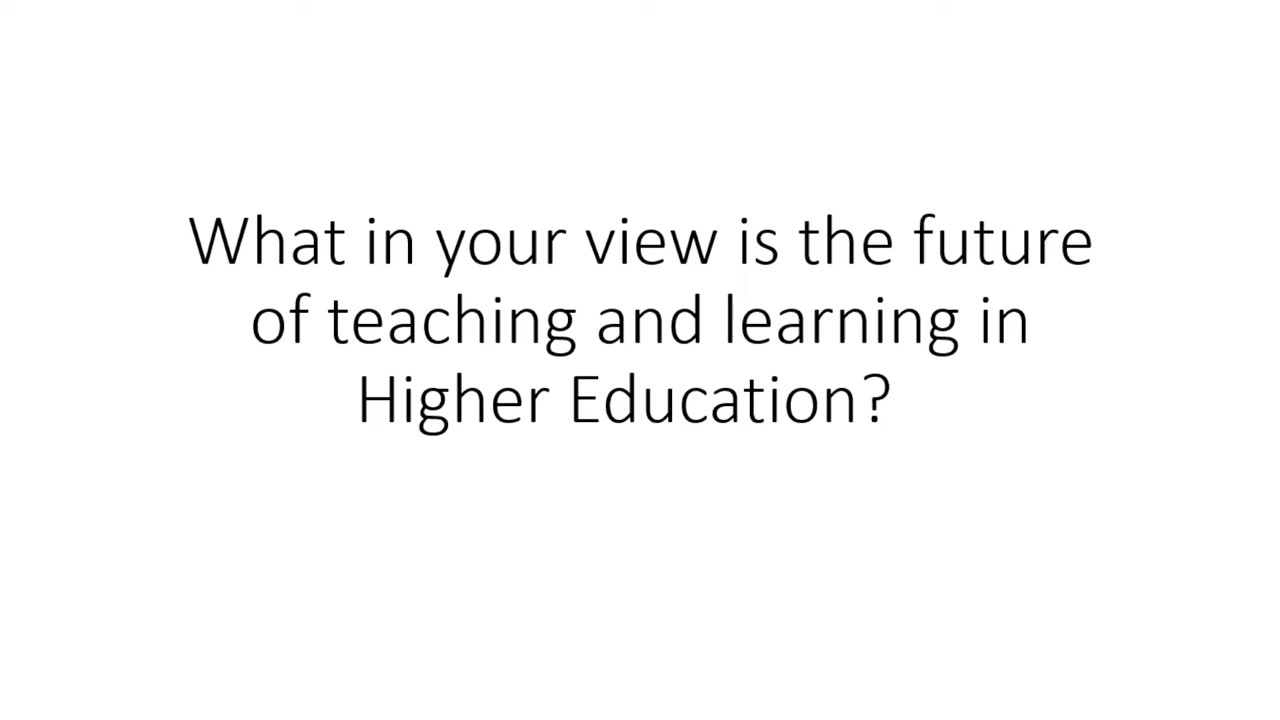 What in your view is the future
of teaching and learning in
Higher Education?